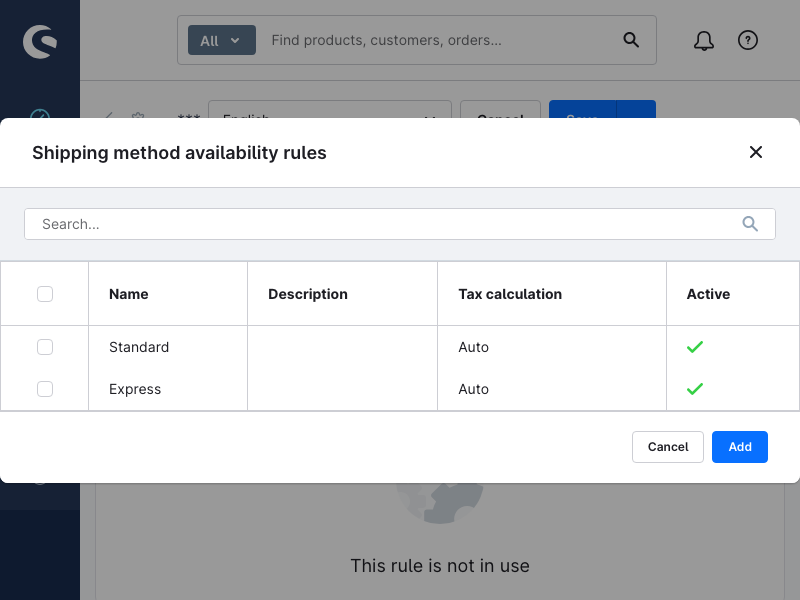 All
Find products, customers, orders...
***
English
Cancel
Save
Shipping method availability rules
Search...
Name Description Tax calculation Active
Standard Auto
Express Auto
Cancel Add
This rule is not in use